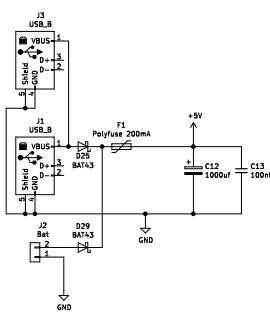 J3
USB_B
VBUS 1
D+ 3
D- 2
Shield
GND
5 4
J1
USB_B
VBUS 1
D+ 3
D- 2
Shield
GND
5 4
D25
BAT43
F1
Polyfuse 200mA
+5V
+
C12
1000uf
C13
100nf
GND
J2
Bat
2
1
D29
BAT43
GND